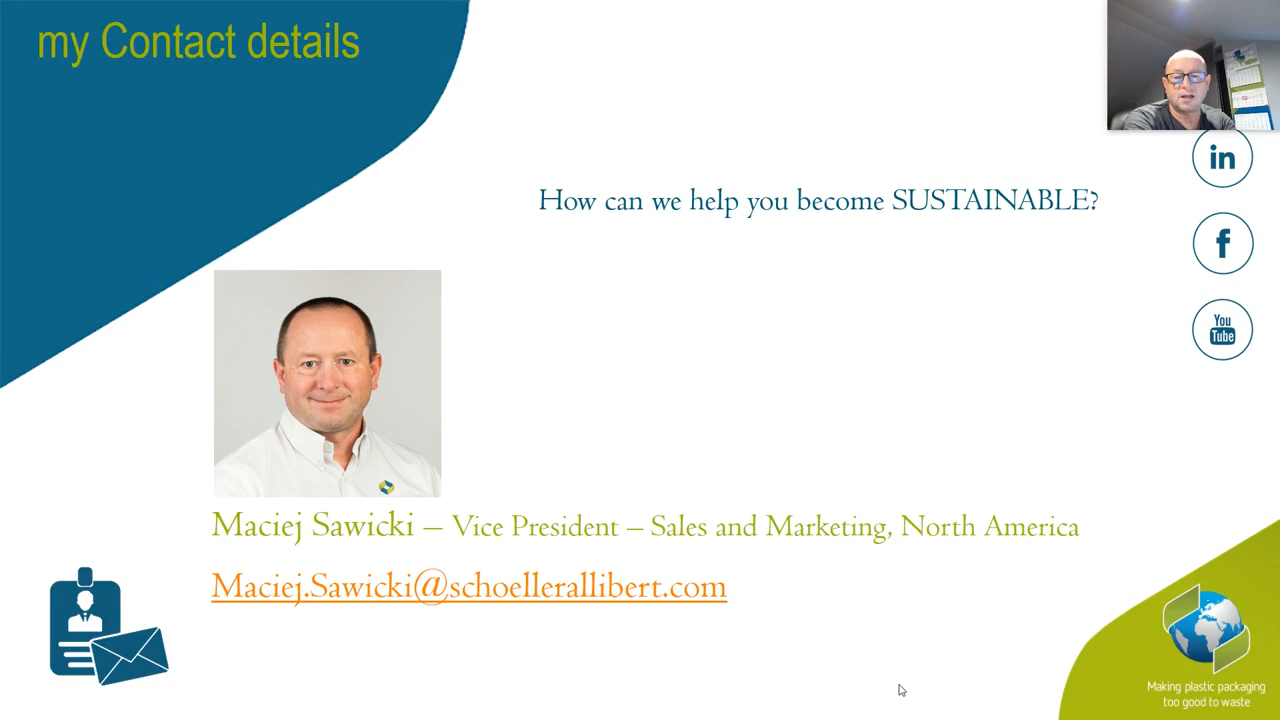 my Contact details
How can we help you become SUSTAINABLE?
in
f
You
Tube
Maciej Sawicki – Vice President – Sales and Marketing, North America
Maciej.Sawicki@schoellerallibert.com
Making plastic packaging
too good to waste